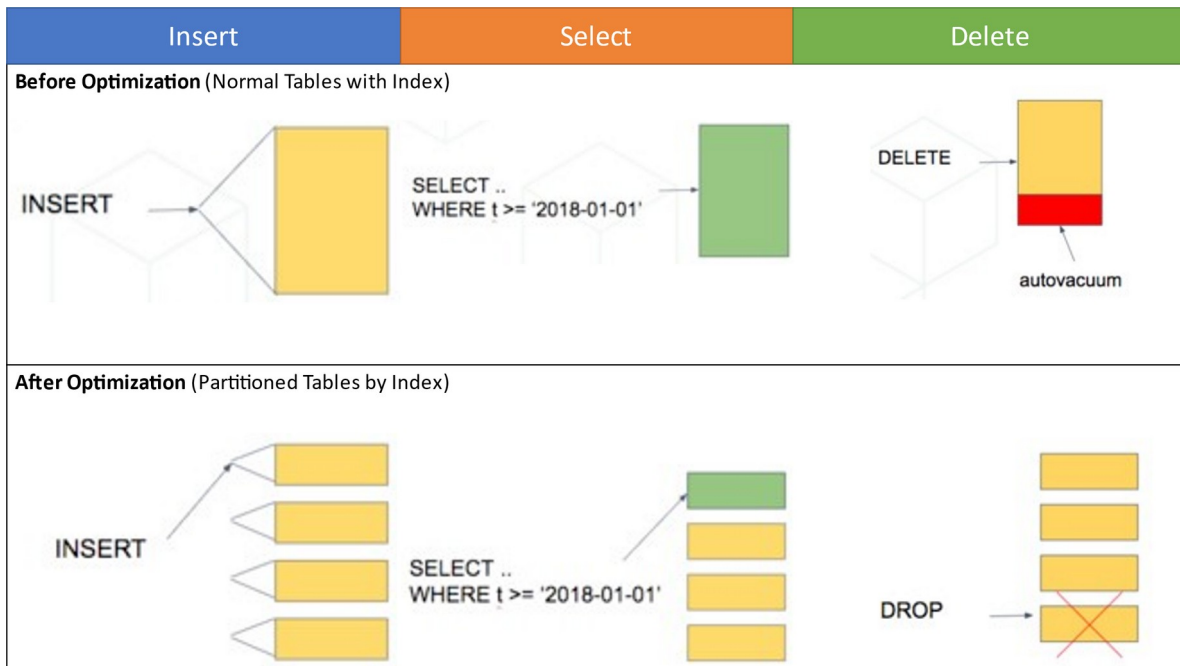 Insert
Select
Delete
Before Optimization (Normal Tables with Index)
INSERT
SELECT ..
WHERE t >= '2018-01-01'
DELETE
autovacuum
After Optimization (Partitioned Tables by Index)
INSERT
SELECT ..
WHERE t >= '2018-01-01'
DROP